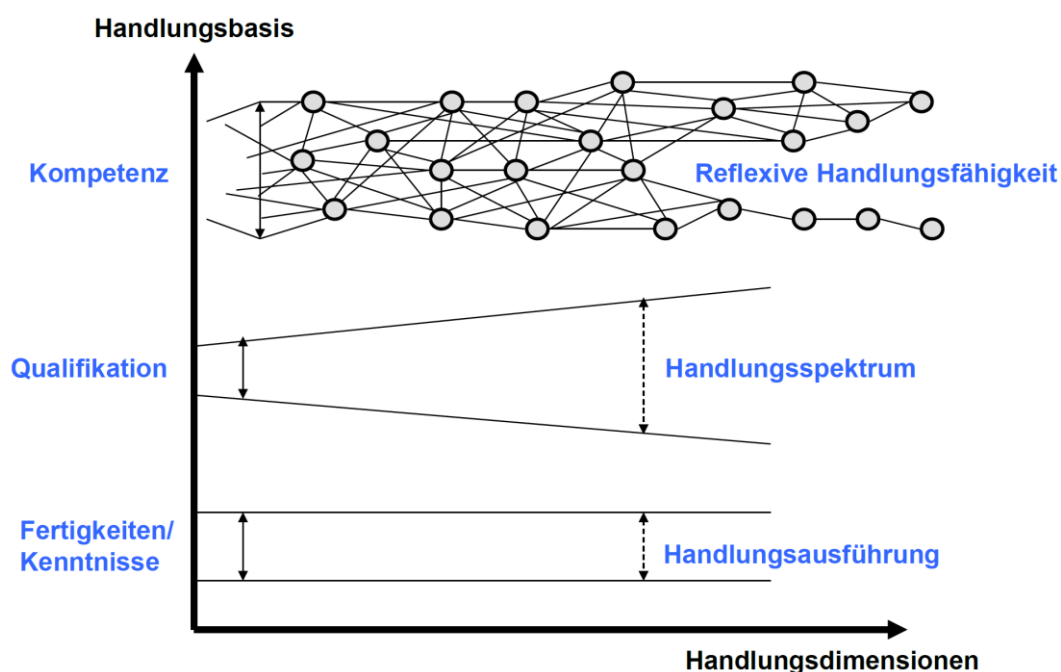 Handlungsbasis
Kompetenz
Reflexive Handlungsfähigkeit
Qualifikation
Handlungsspektrum
Fertigkeiten/
Kenntnisse
Handlungsausführung
Handlungsdimensionen